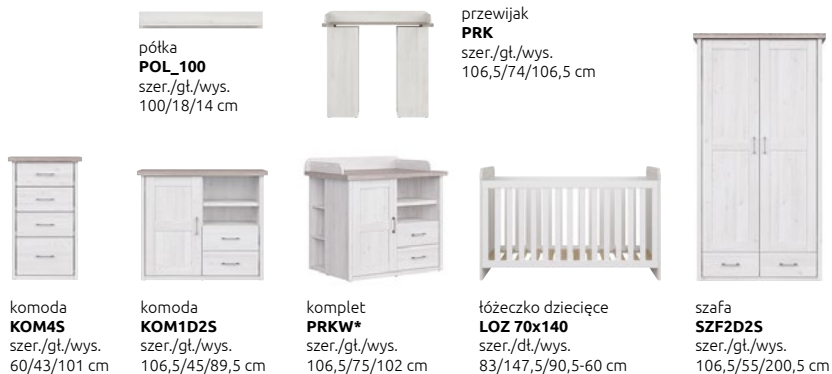 półka
POL_100
szer./gł./wys.
100/18/14 cm
przewijak
PRK
szer./gł./wys.
106,5/74/106,5 cm
komoda
KOM4S
szer./gł./wys.
60/43/101 cm
komoda
KOM1D2S
szer./gł./wys.
106,5/45/89,5 cm
komplet
PRKW*
szer./gł./wys.
106,5/75/102 cm
łóżeczko dziecięce
LOZ 70x140
szer./dł./wys.
83/147,5/90,5-60 cm
szafa
SZF2D2S
szer./gł./wys.
106,5/55/200,5 cm